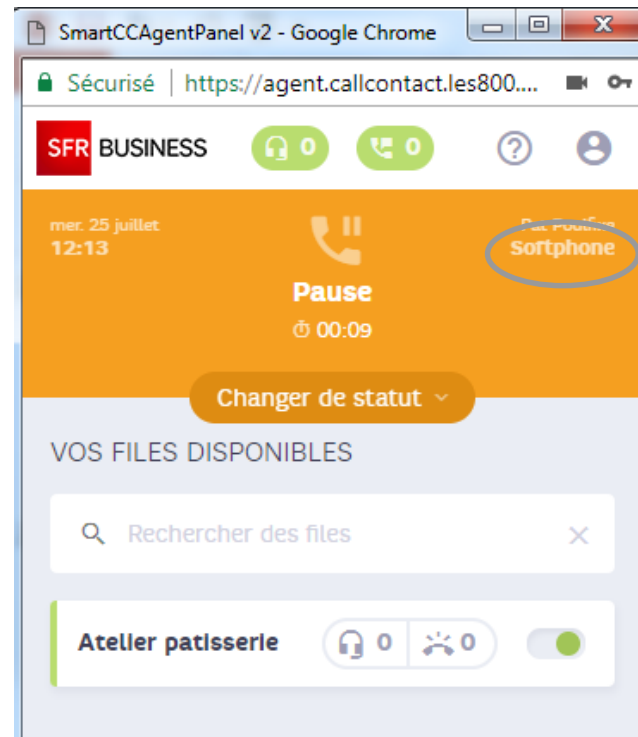 SmartCCAgentPanel v2 - Google Chrome
Sécurisé | https://agent.callcontact.les800....
SFR BUSINESS 0 0
mer. 25 juillet
12:13
Softphone
Pause
00:09
Changer de statut
VOS FILES DISPONIBLES
Rechercher des files
Atelier patisserie 0 0